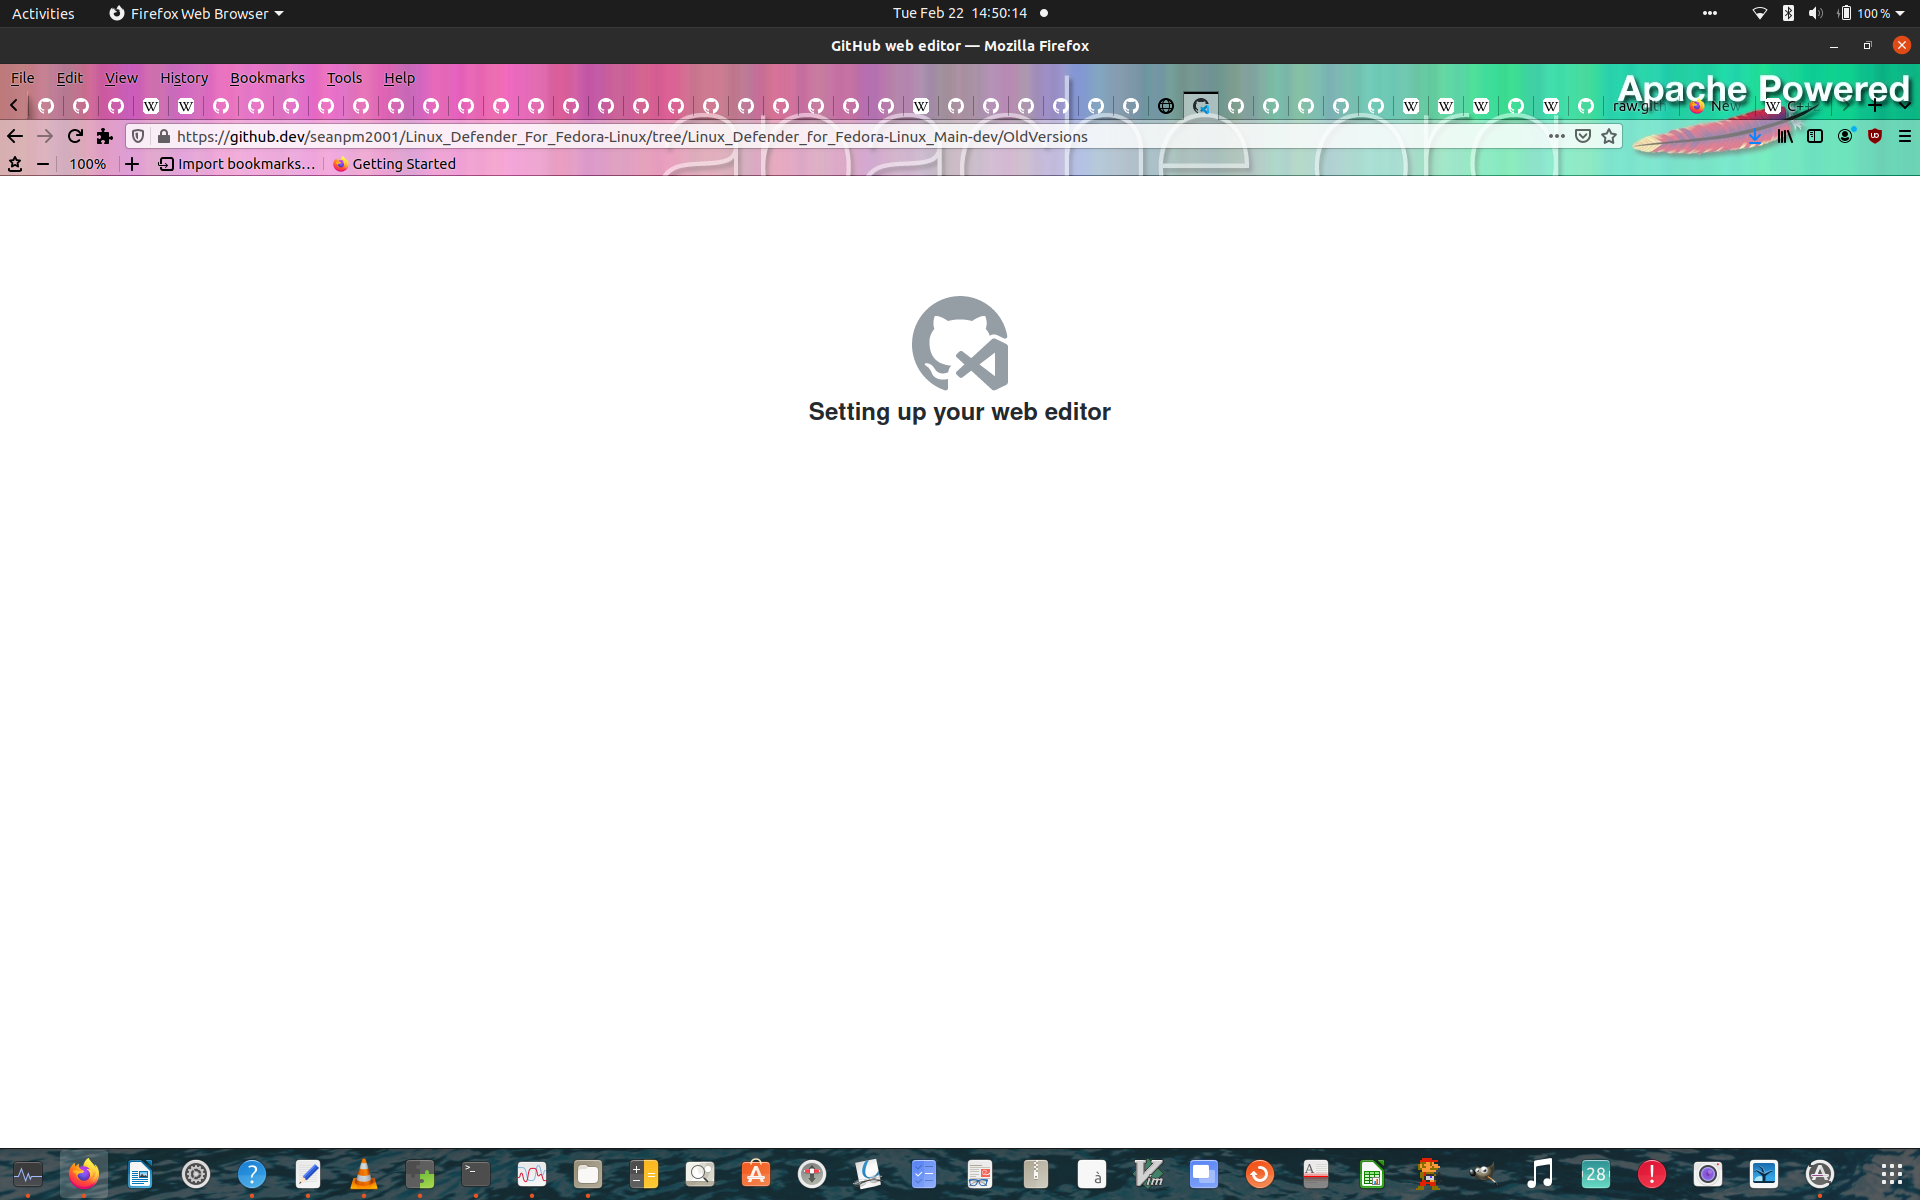 Activities Firefox Web Browser Tue Feb 22 14:50:14 100 %
GitHub web editor — Mozilla Firefox
File Edit View History Bookmarks Tools Help
Apache Powered
W W W W W W W New W C++
https://github.dev/seanpm2001/Linux_Defender_For_Fedora-Linux/tree/Linux_Defender_for_Fedora-Linux_Main-dev/OldVersions
100% Import bookmarks… Getting Started
Setting up your web editor
? >_ à Vim A 28 !